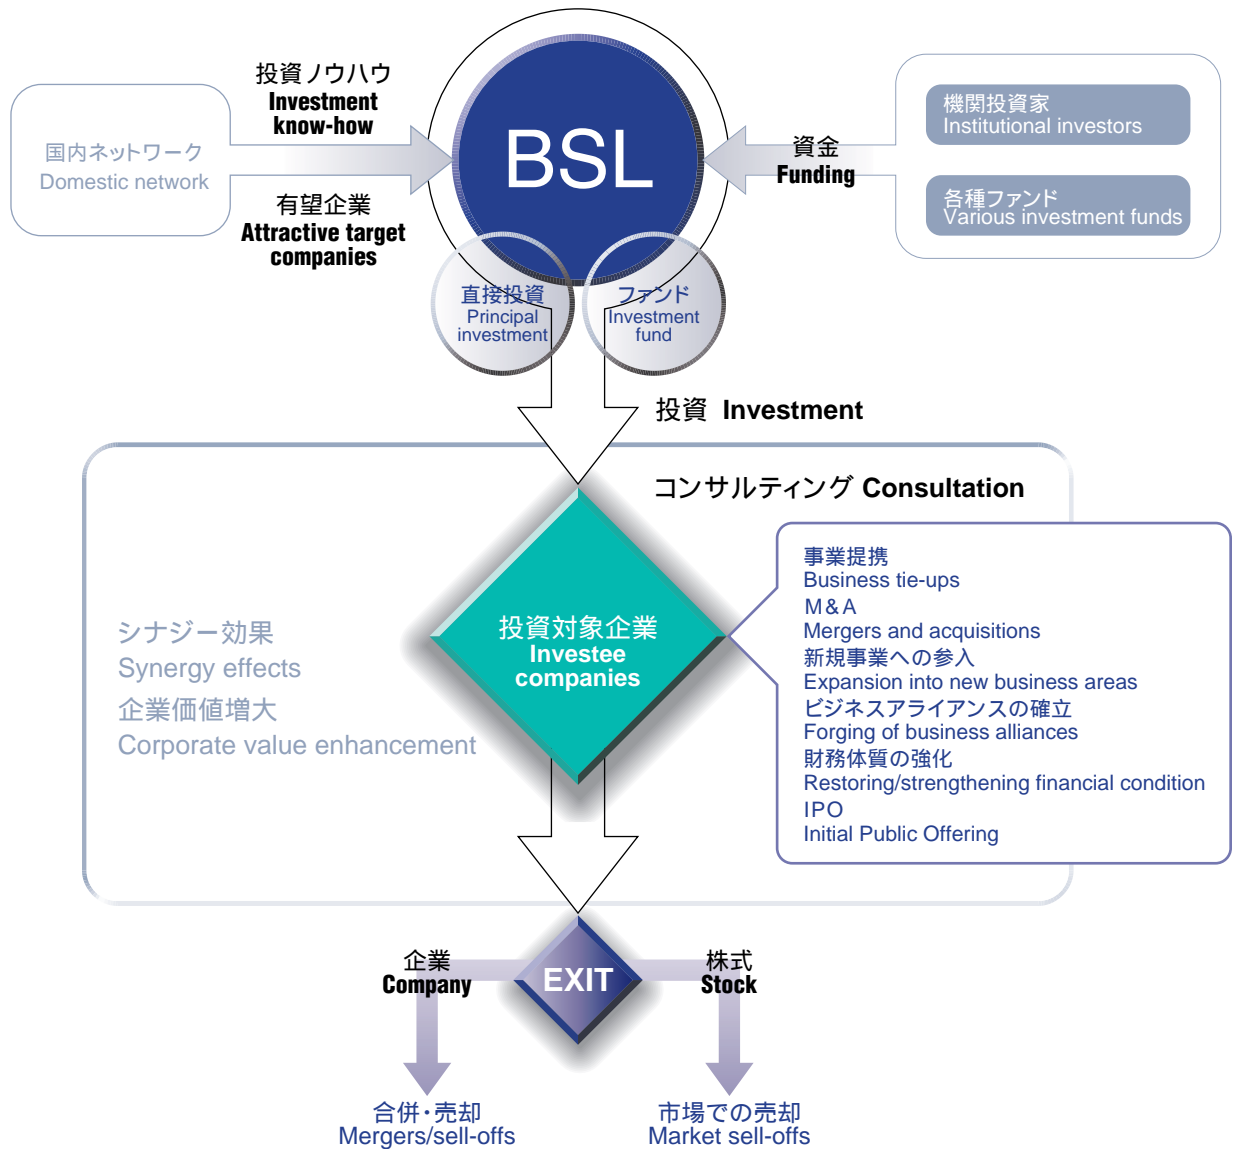 投資ノウハウ
Investment
know-how
国内ネットワーク
Domestic network
有望企業
Attractive target
companies
BSL
資金
Funding
機関投資家
Institutional investors
各種ファンド
Various investment funds
直接投資
Principal
investment
ファンド
Investment
fund
投資 Investment
コンサルティング Consultation
シナジー効果
Synergy effects
企業価値増大
Corporate value enhancement
投資対象企業
Investee
companies
事業提携
Business tie-ups
M&A
Mergers and acquisitions
新規事業への参入
Expansion into new business areas
ビジネスアライアンスの確立
Forging of business alliances
財務体質の強化
Restoring/strengthening financial condition
IPO
Initial Public Offering
企業
Company
EXIT
株式
Stock
合併・売却
Mergers/sell-offs
市場での売却
Market sell-offs